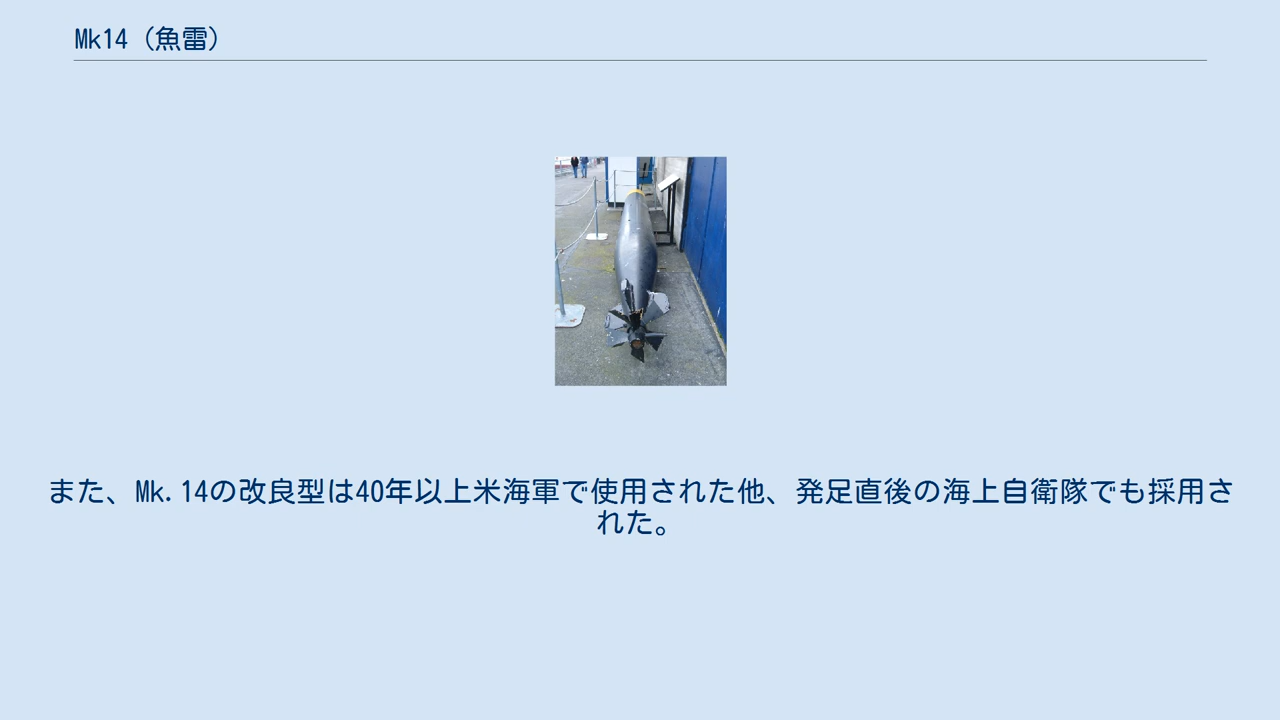 Mk14（魚雷）
また、Mk.14の改良型は40年以上米海軍で使用された他、発足直後の海上自衛隊でも採用さ
れた。